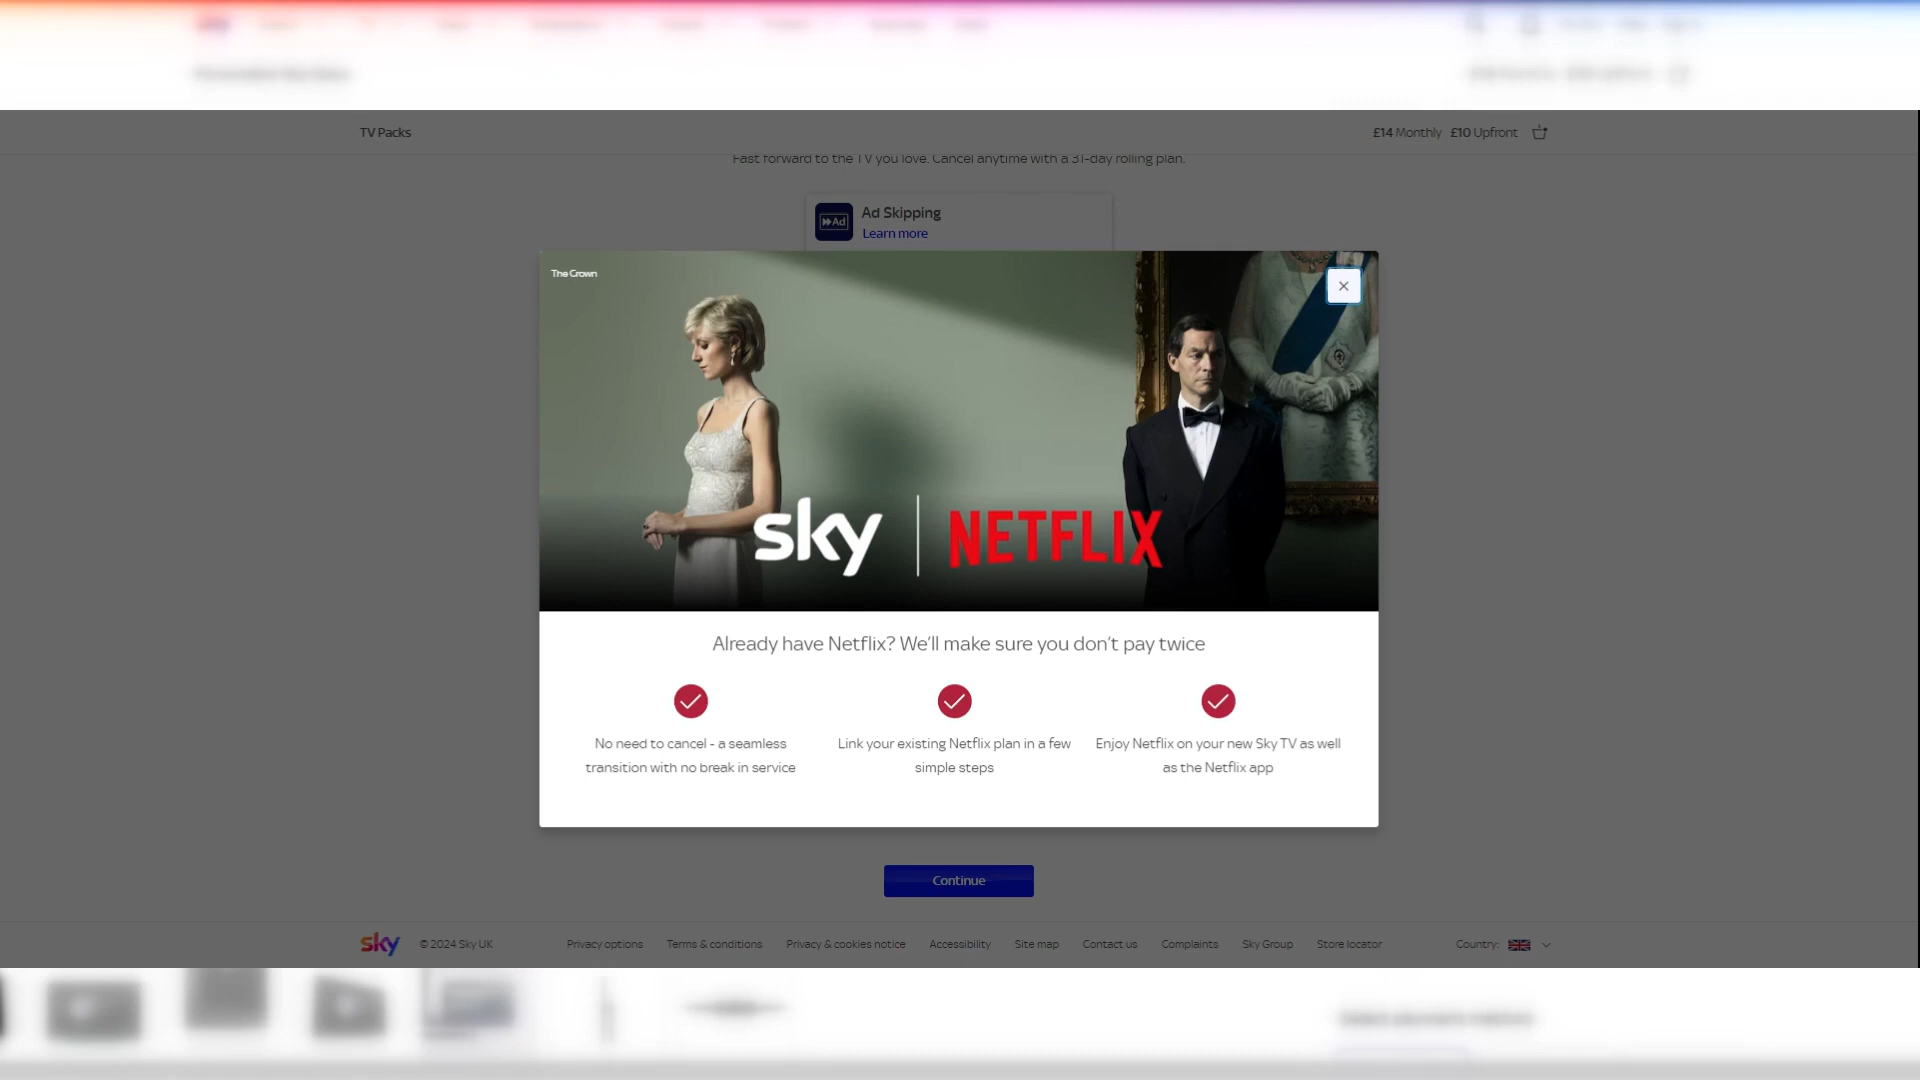 TV Packs
£14 Monthly £10 Upfront
Fast forward to the TV you love. Cancel anytime with a 31-day rolling plan.
Ad
Ad Skipping
Learn more
The Crown
sky | NETFLIX
Already have Netflix? We'll make sure you don't pay twice
No need to cancel - a seamless
transition with no break in service
Link your existing Netflix plan in a few
simple steps
Enjoy Netflix on your new Sky TV as well
as the Netflix app
Continue
sky © 2024 Sky UK Privacy options Terms & conditions Privacy & cookies notice Accessibility Site map Contact us Complaints Sky Group Store locator Country: